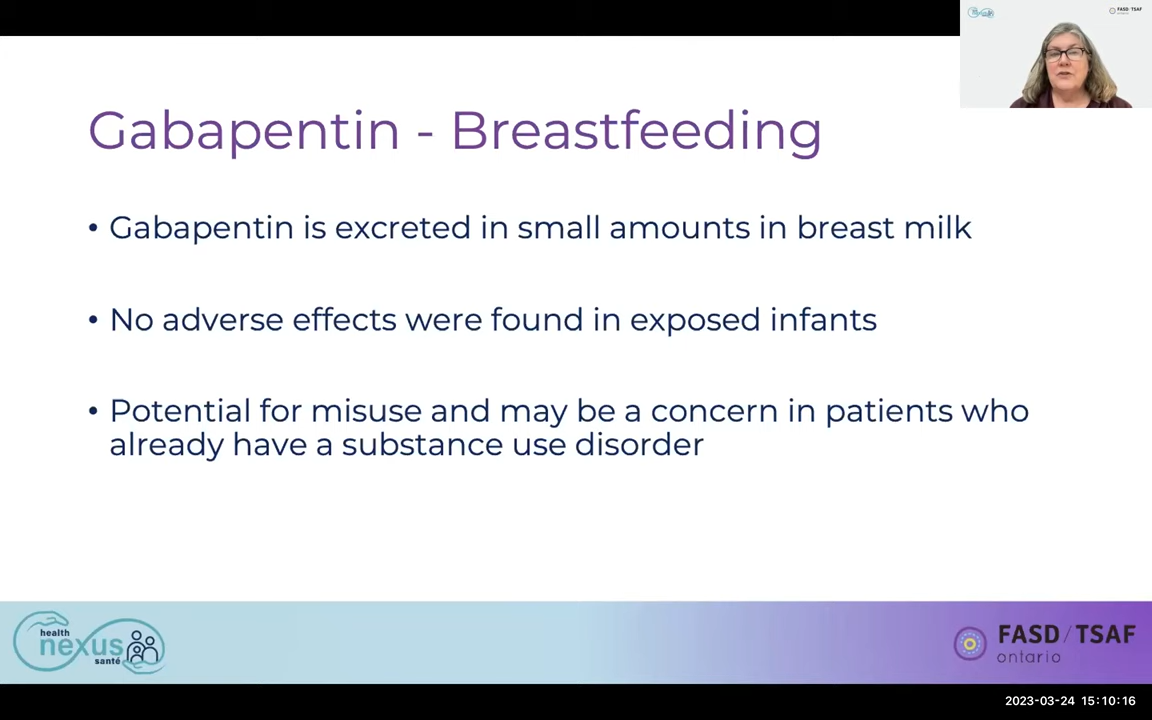 FASD/TSAF
Gabapentin - Breastfeeding
• Gabapentin is excreted in small amounts in breast milk
• No adverse effects were found in exposed infants
• Potential for misuse and may be a concern in patients who
already have a substance use disorder
health
nexus
santé
FASD/TSAF
ontario
2023-03-24 15:10:16